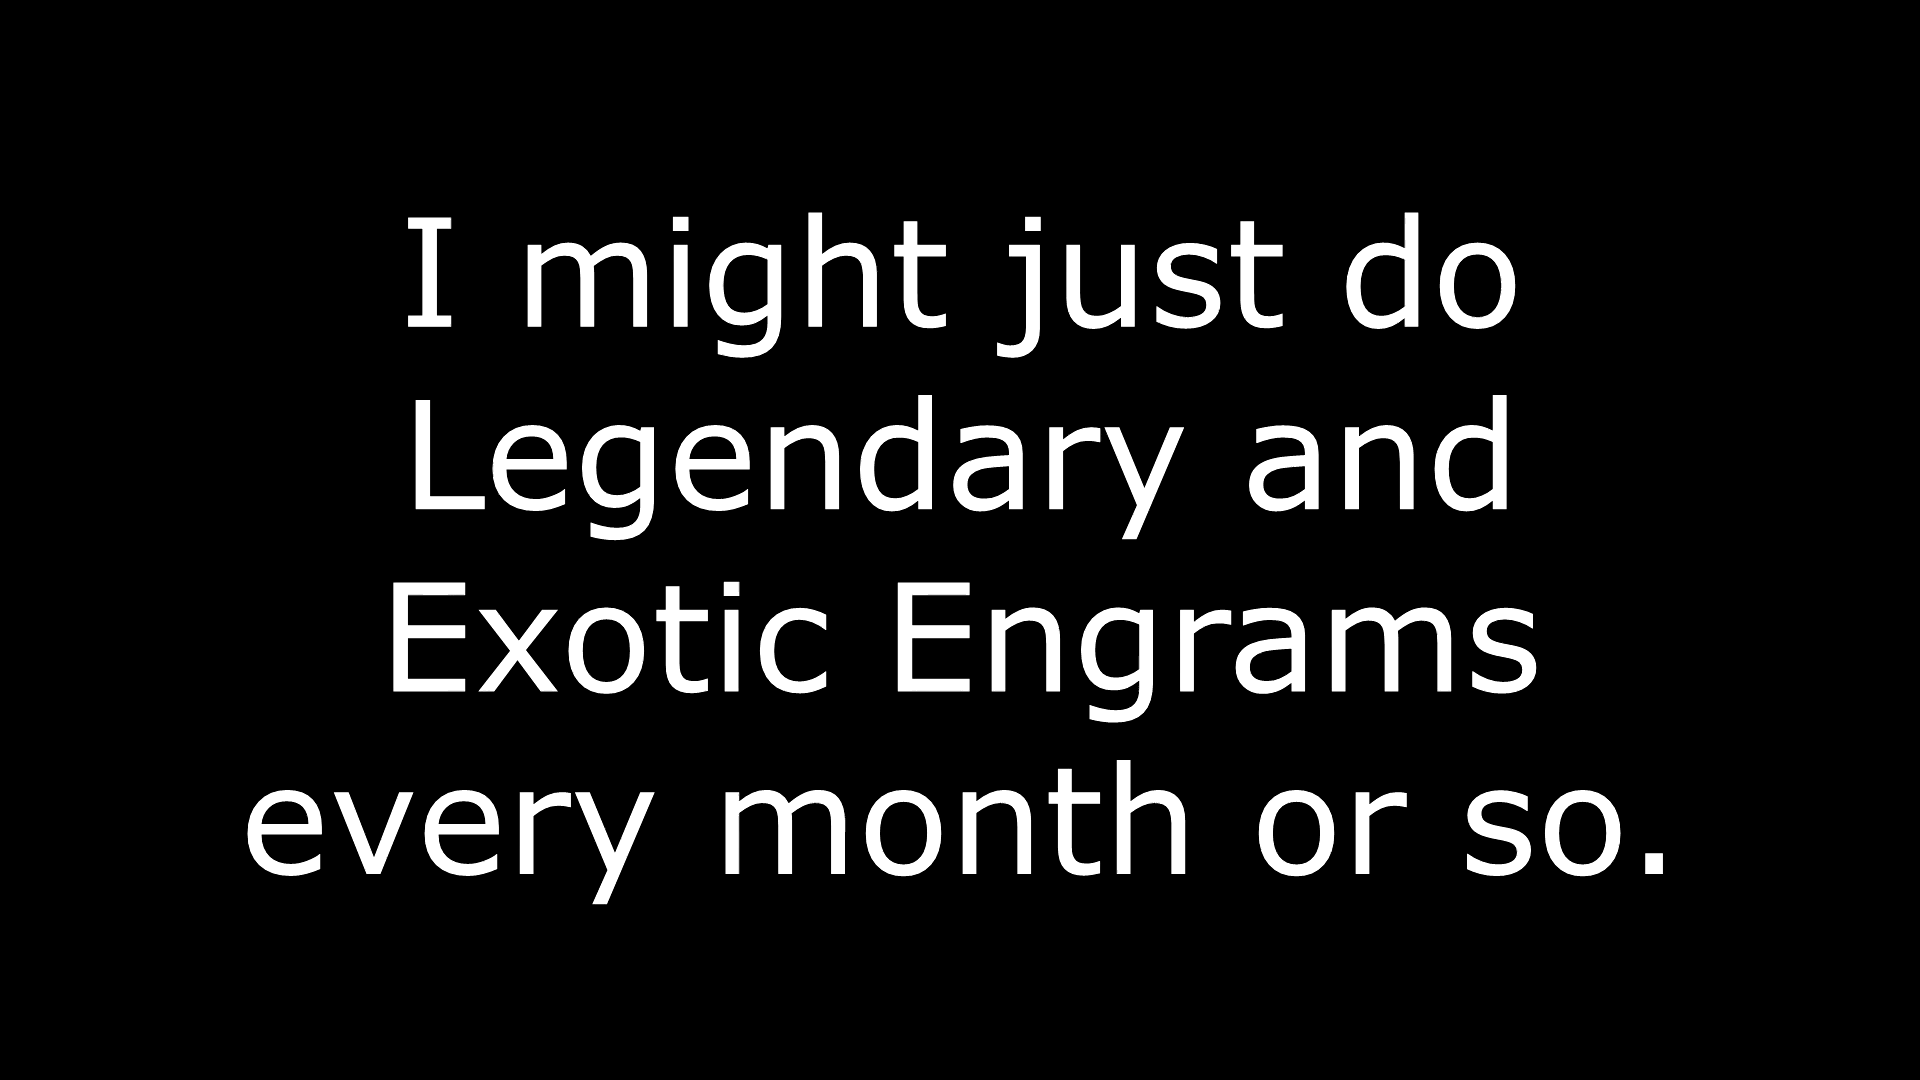 I might just do
Legendary and
Exotic Engrams
every month or so.